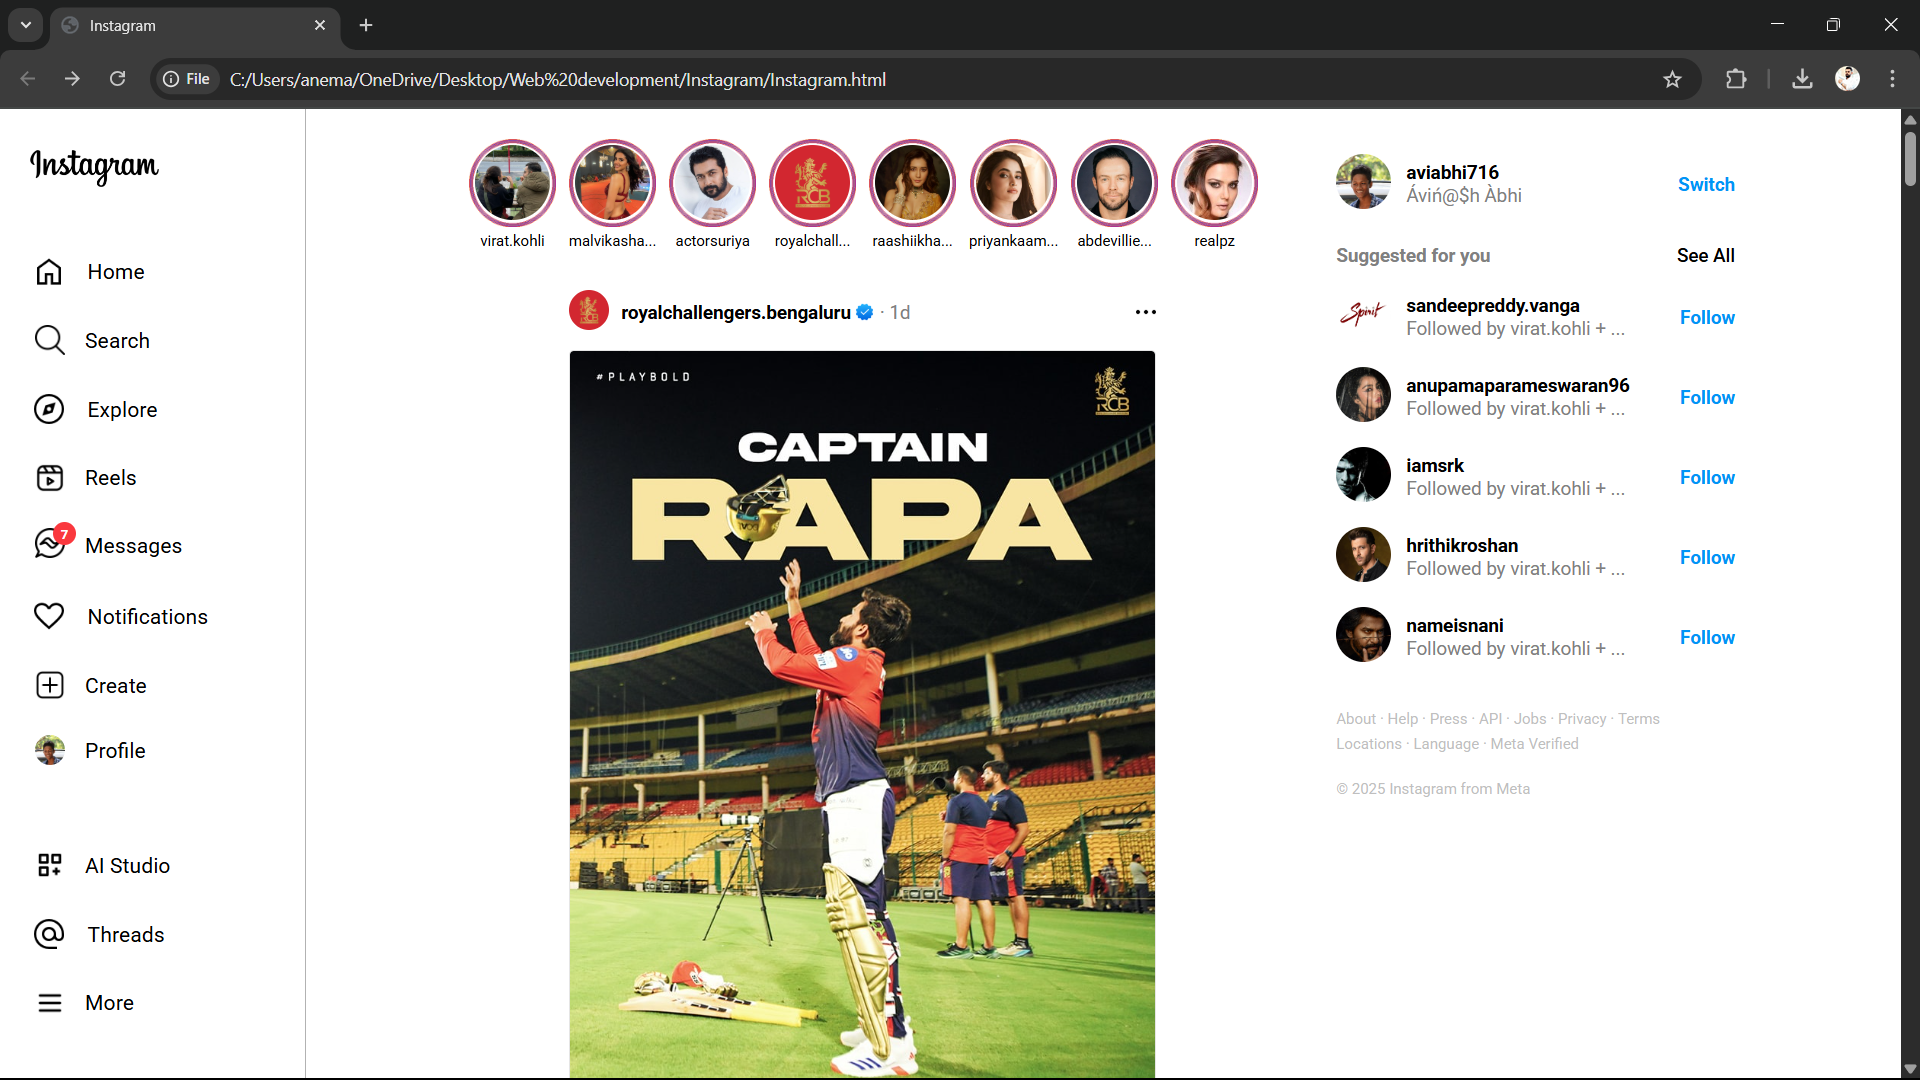 Instagram
File
C:/Users/anema/OneDrive/Desktop/Web%20development/Instagram/Instagram.html
Instagram
Home
Search
Explore
Reels
7
Messages
Notifications
Create
Profile
AI Studio
Threads
More
virat.kohli
malvikasha...
actorsuriya
RCB
royalchall...
raashiikha...
priyankaam...
abdevillie...
realpz
royalchallengers.bengaluru · 1d
#PLAYBOLD
RCB
CAPTAIN
RAPA
aviabhi716
Áviń@$h Àbhi
Switch
Suggested for you
See All
Spirit
sandeepreddy.vanga
Followed by virat.kohli + ...
Follow
anupamaparameswaran96
Followed by virat.kohli + ...
Follow
iamsrk
Followed by virat.kohli + ...
Follow
hrithikroshan
Followed by virat.kohli + ...
Follow
nameisnani
Followed by virat.kohli + ...
Follow
About · Help · Press · API · Jobs · Privacy · Terms
Locations · Language · Meta Verified
© 2025 Instagram from Meta